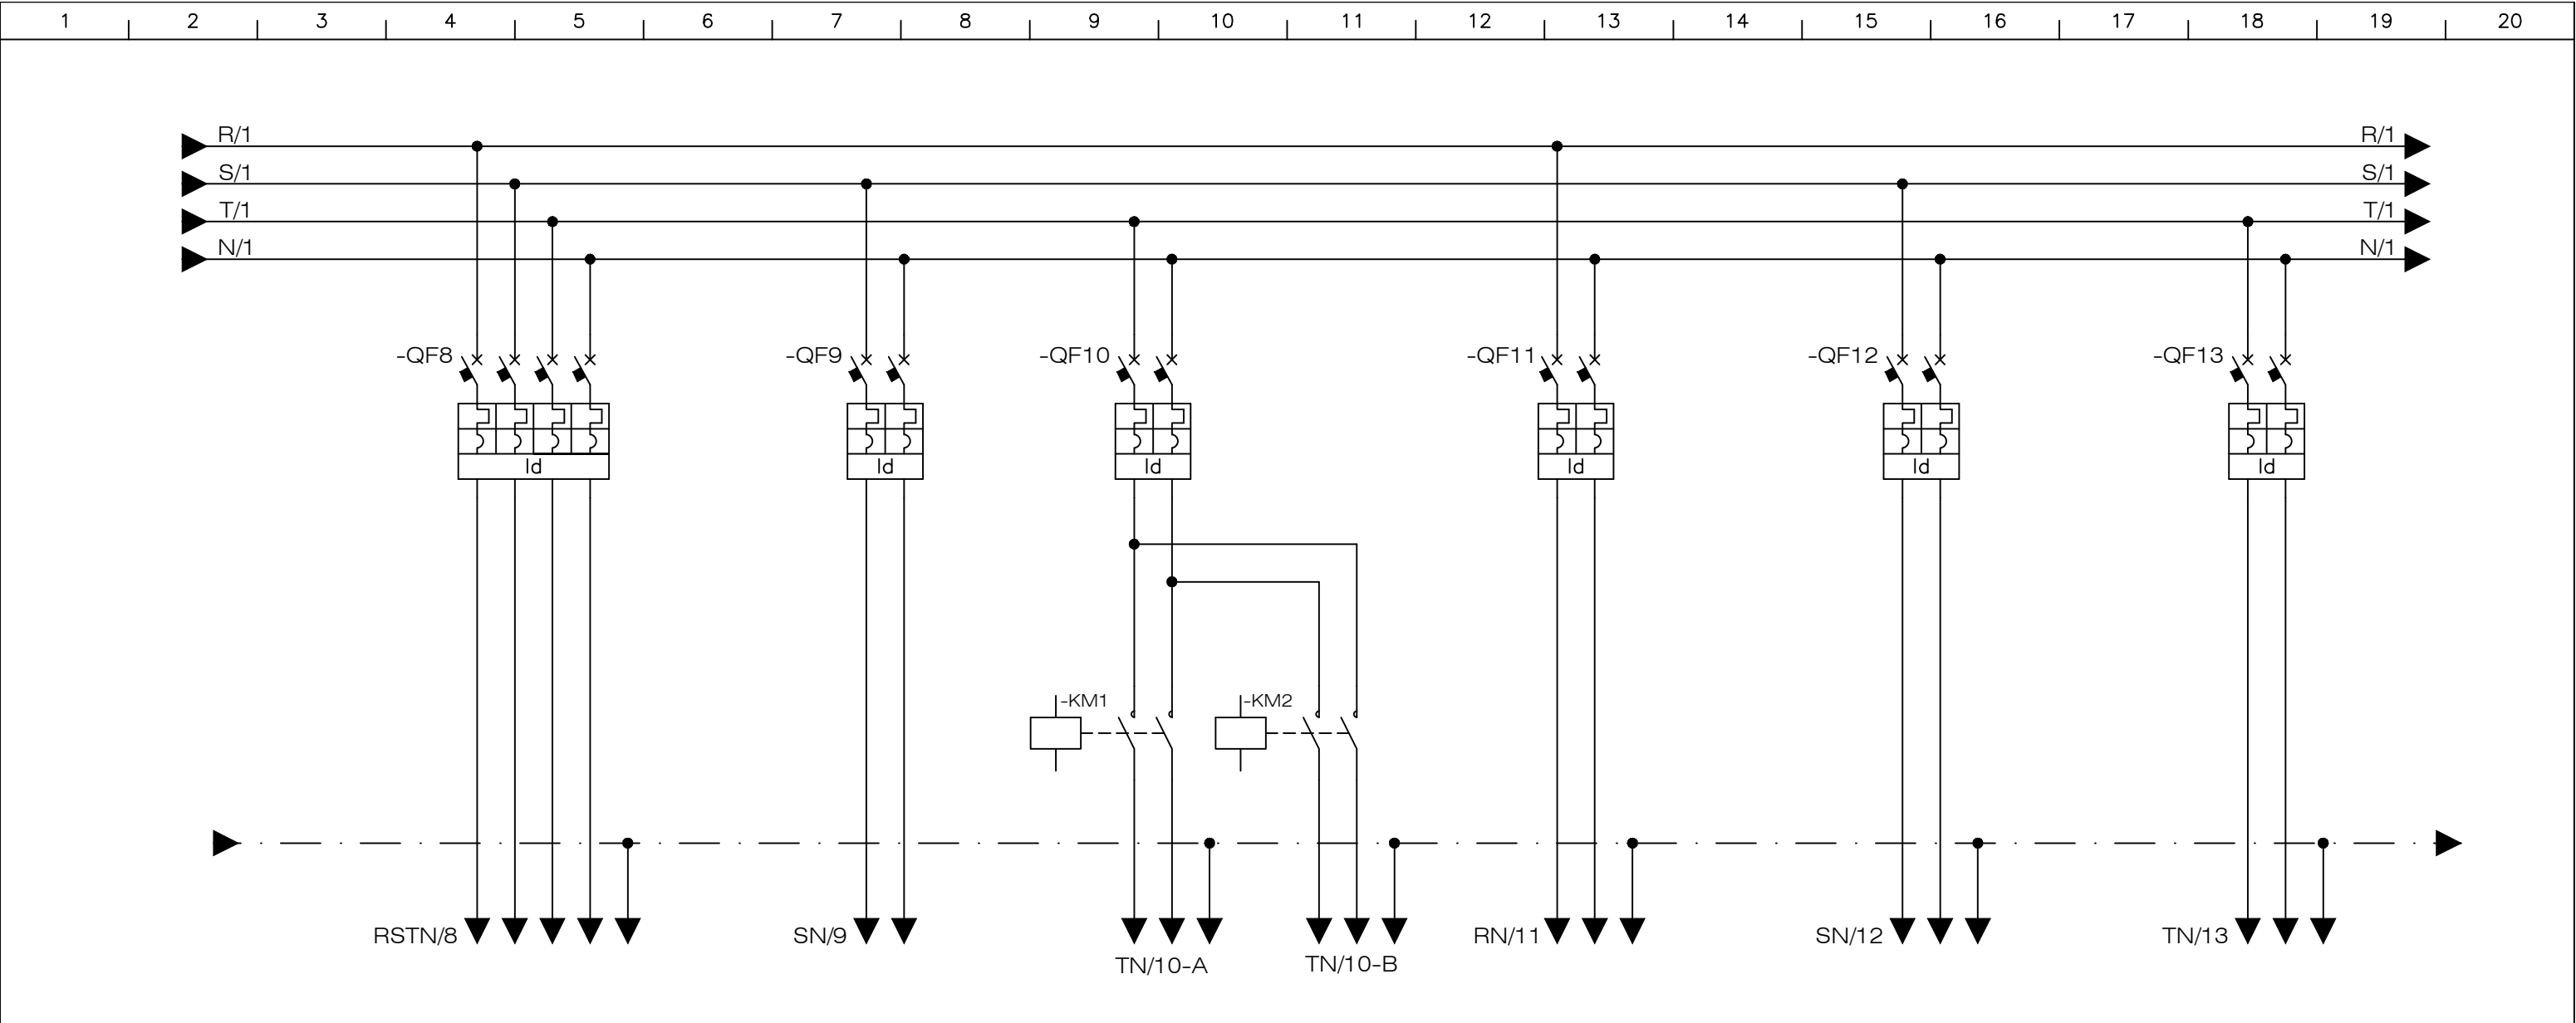 1 2 3 4 5 6 7 8 9 10 11 12 13 14 15 16 17 18 19 20
R/1 R/1
S/1 S/1
T/1 T/1
N/1 N/1
-QF8 -QF9 -QF10 -QF11 -QF12 -QF13
Id Id Id Id Id Id
-KM1 -KM2
RSTN/8 SN/9 RN/11 SN/12 TN/13
TN/10-A TN/10-B